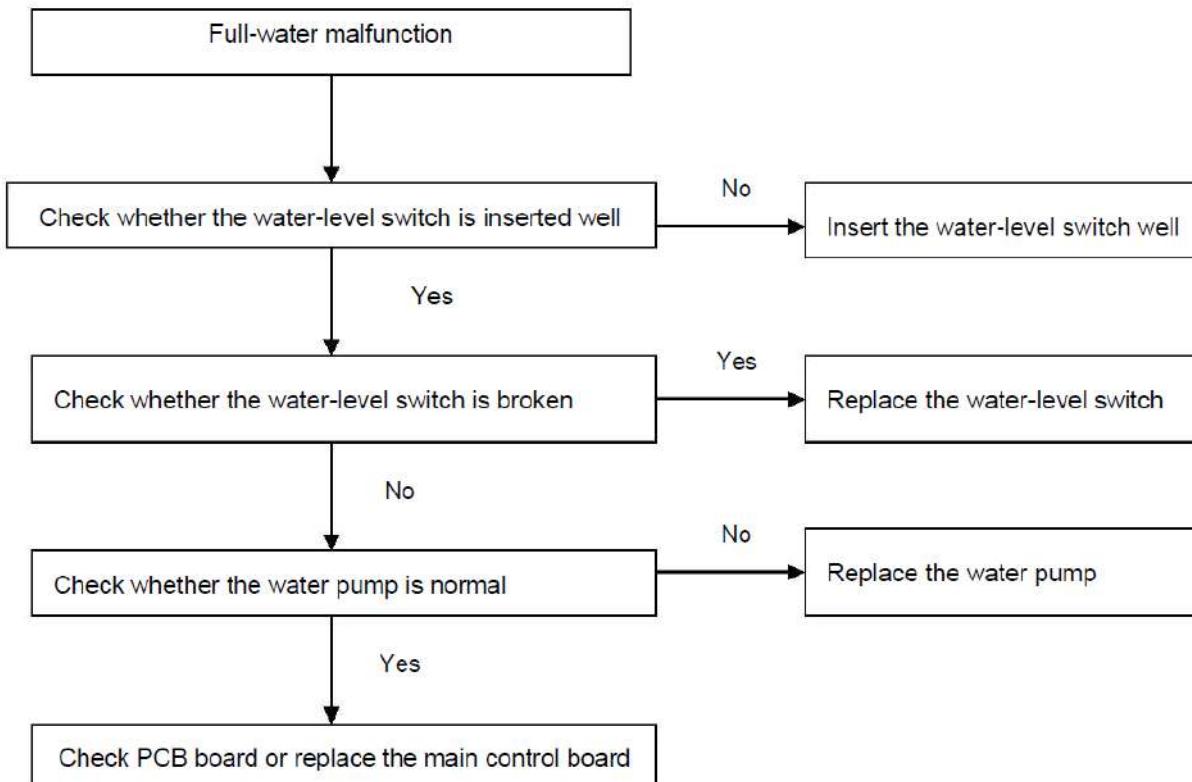 Full-water malfunction
No
Check whether the water-level switch is inserted well
Insert the water-level switch well
Yes
Yes
Check whether the water-level switch is broken
Replace the water-level switch
No
No
Check whether the water pump is normal
Replace the water pump
Yes
Check PCB board or replace the main control board